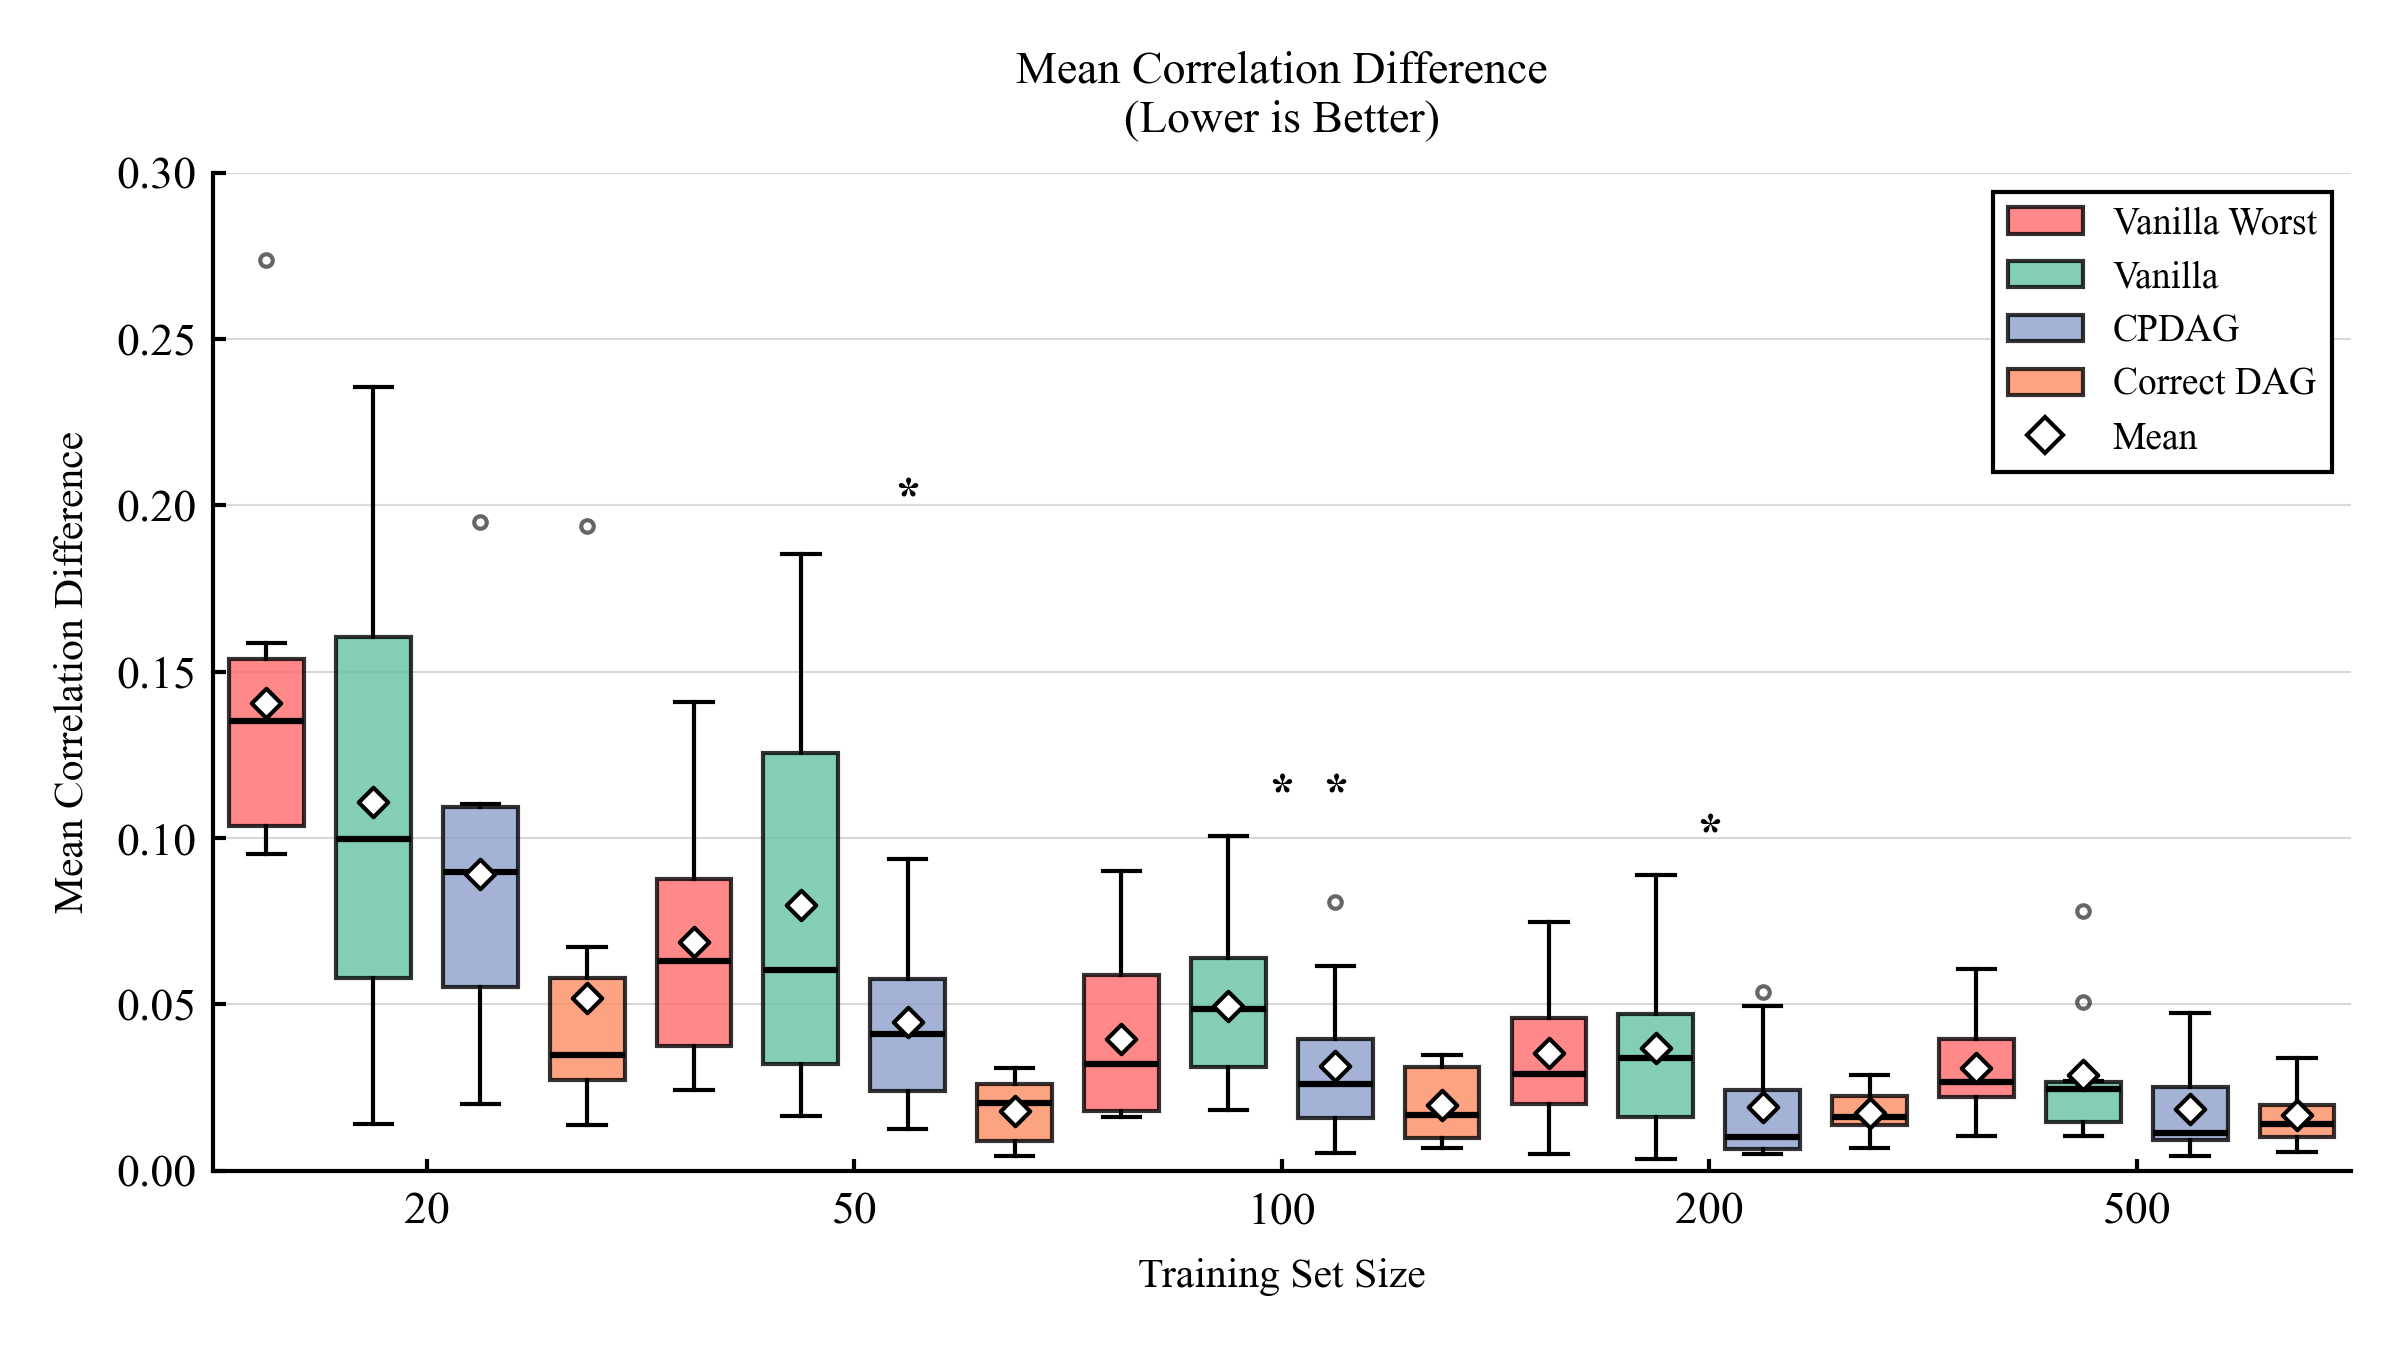 Mean Correlation Difference
(Lower is Better)
Mean Correlation Difference
0.30
0.25
0.20
0.15
0.10
0.05
0.00
*
* *
*
Vanilla Worst
Vanilla
CPDAG
Correct DAG
Mean
20 50 100 200 500
Training Set Size